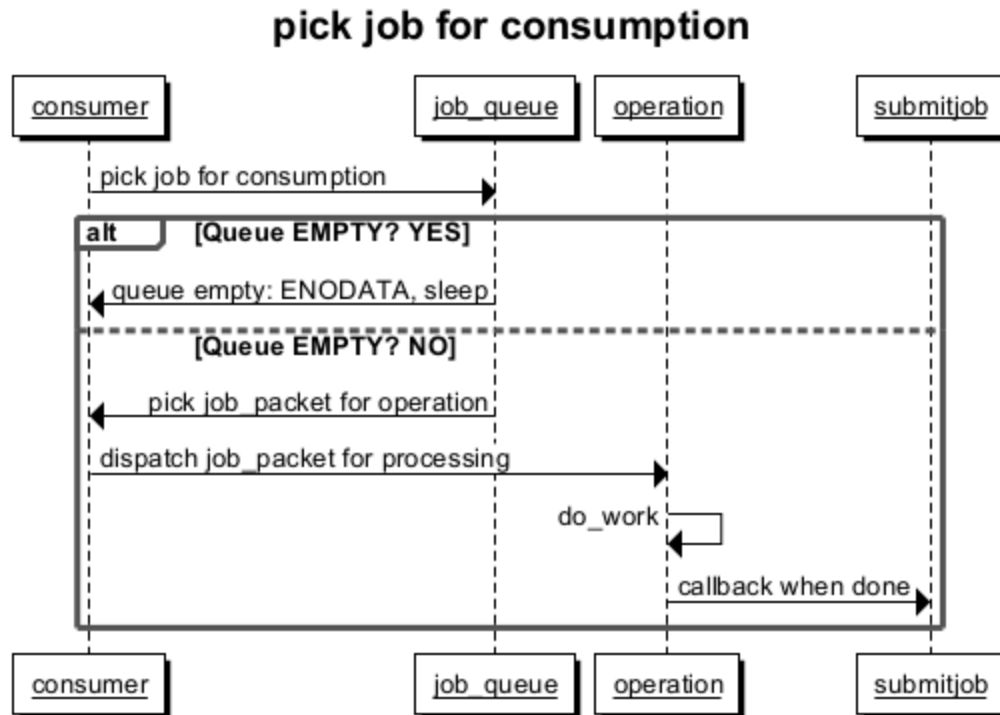 pick job for consumption
consumer job_queue operation submitjob
pick job for consumption
alt [Queue EMPTY? YES]
queue empty: ENODATA, sleep
[Queue EMPTY? NO]
pick job_packet for operation
dispatch job_packet for processing
do_work
callback when done
consumer job_queue operation submitjob